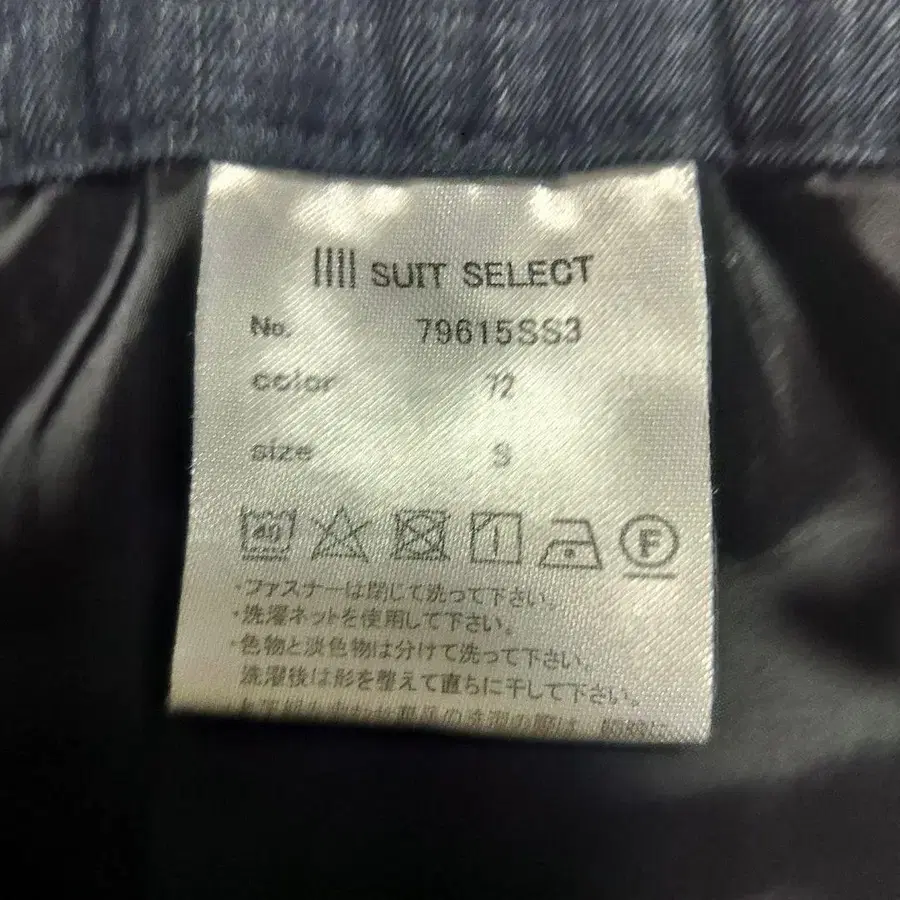 SUIT SELECT
No. 79615SS3
color 72
size S
40
F
・ファスナーは閉じて洗って下さい。
・洗濯ネットを使用して下さい。
・色物と淡色物は分けて洗って下さい。
洗濯後は形を整えて直ちに干して下さい。